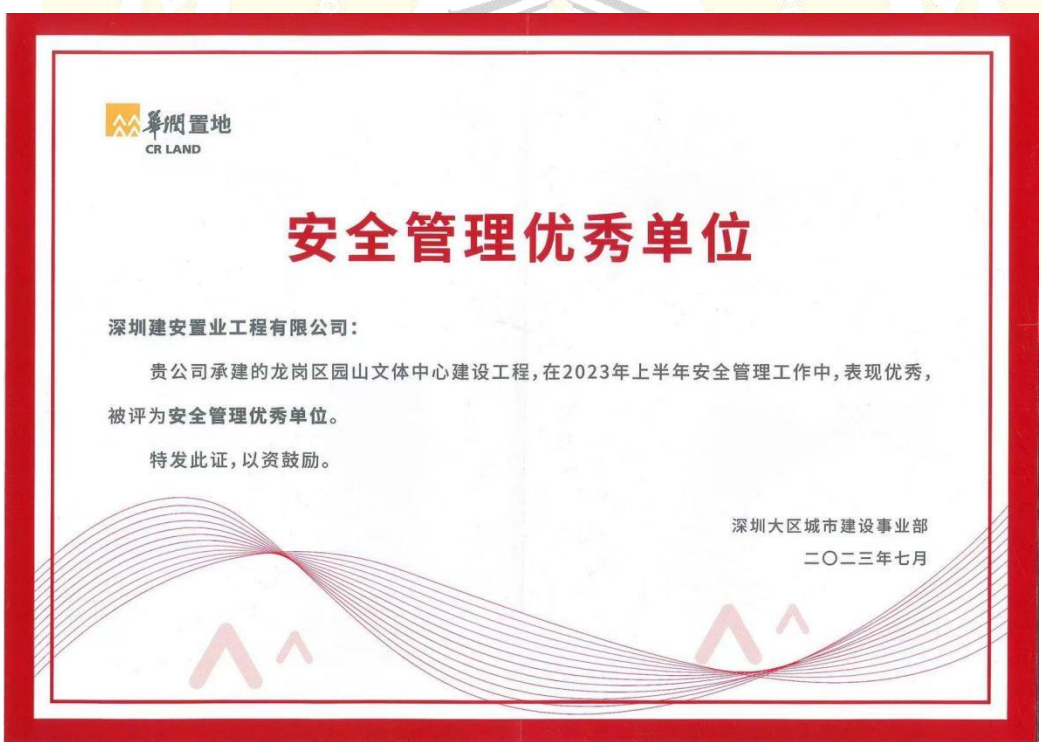 華潤置地
CR LAND
安全管理优秀单位
深圳建安置业工程有限公司：
贵公司承建的龙岗区园山文体中心建设工程，在2023年上半年安全管理工作中，表现优秀，
被评为安全管理优秀单位。
特发此证，以资鼓励。
深圳大区城市建设事业部
二〇二三年七月